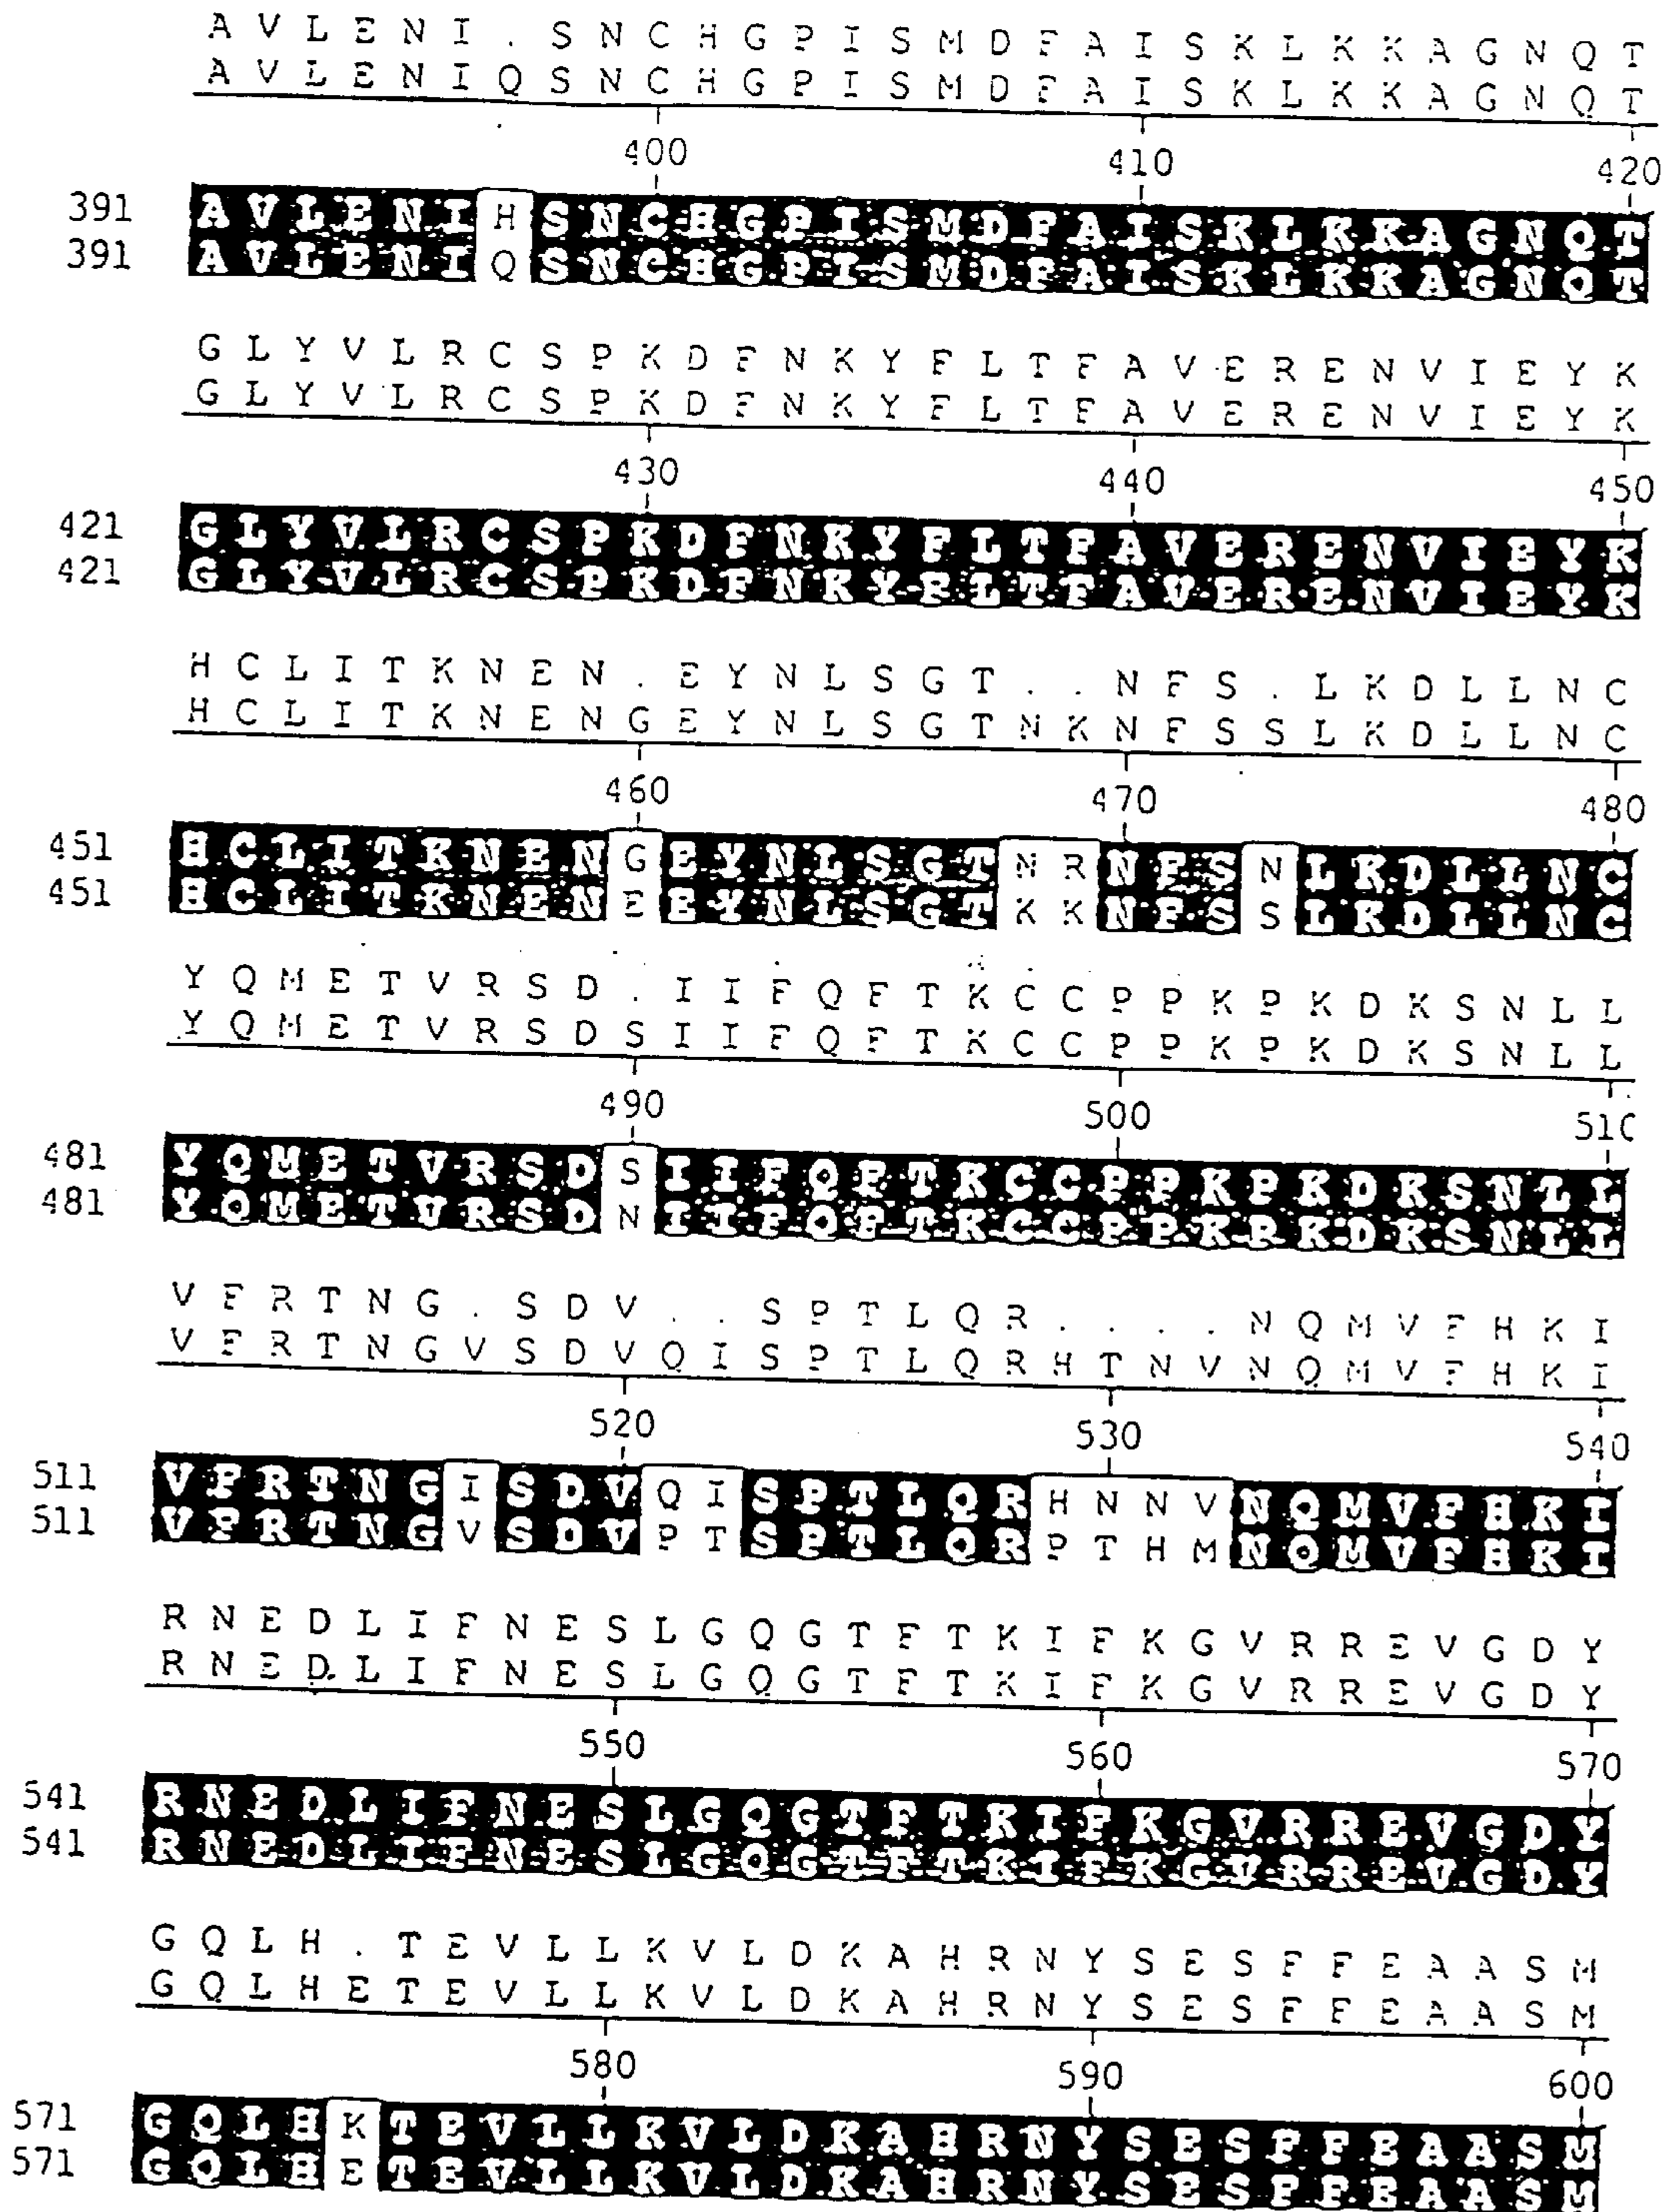 A V L E N I . S N C H G P I S M D F A I S K L K K A G N Q T
A V L E N I Q S N C H G P I S M D F A I S K L K K A G N Q T
400 410 420
391 A V L E N I H S N C H G P I S M D F A I S K L K K A G N Q T
391 A V L E N I Q S N C H G P I S M D F A I S K L K K A G N Q T
G L Y V L R C S P K D F N K Y F L T F A V E R E N V I E Y K
G L Y V L R C S P K D F N K Y F L T F A V E R E N V I E Y K
430 440 450
421 G L Y V L R C S P K D F N K Y F L T F A V E R E N V I E Y K
421 G L Y V L R C S P K D F N K Y F L T F A V E R E N V I E Y K
H C L I T K N E N . E Y N L S G T . . N F S . L K D L L N C
H C L I T K N E N G E Y N L S G T N K N F S S L K D L L N C
460 470 480
451 H C L I T K N E N G E Y N L S G T M R N F S N L K D L L N C
451 H C L I T K N E N E E Y N L S G T K K N F S S L K D L L N C
Y Q M E T V R S D . I I F Q F T K C C P P K P K D K S N L L
Y Q M E T V R S D S I I F Q F T K C C P P K P K D K S N L L
490 500 510
481 Y Q M E T V R S D S I I F Q F T K C C P P K P K D K S N L L
481 Y Q M E T V R S D N I I F Q F T K C C P P K P K D K S N L L
V F R T N G . S D V . . S P T L Q R . . . . N Q M V F H K I
V F R T N G V S D V Q I S P T L Q R H T N V N Q M V F H K I
520 530 540
511 V F R T N G I S D V Q I S P T L Q R H N N V N Q M V F H K I
511 V F R T N G V S D V P T S P T L Q R P T H M N Q M V F H K I
R N E D L I F N E S L G Q G T F T K I F K G V R R E V G D Y
R N E D L I F N E S L G Q G T F T K I F K G V R R E V G D Y
550 560 570
541 R N E D L I F N E S L G Q G T F T K I F K G V R R E V G D Y
541 R N E D L I F N E S L G Q G T F T K I F K G V R R E V G D Y
G Q L H . T E V L L K V L D K A H R N Y S E S F F E A A S M
G Q L H E T E V L L K V L D K A H R N Y S E S F F E A A S M
580 590 600
571 G Q L H K T E V L L K V L D K A H R N Y S E S F F E A A S M
571 G Q L H E T E V L L K V L D K A H R N Y S E S F F E A A S M